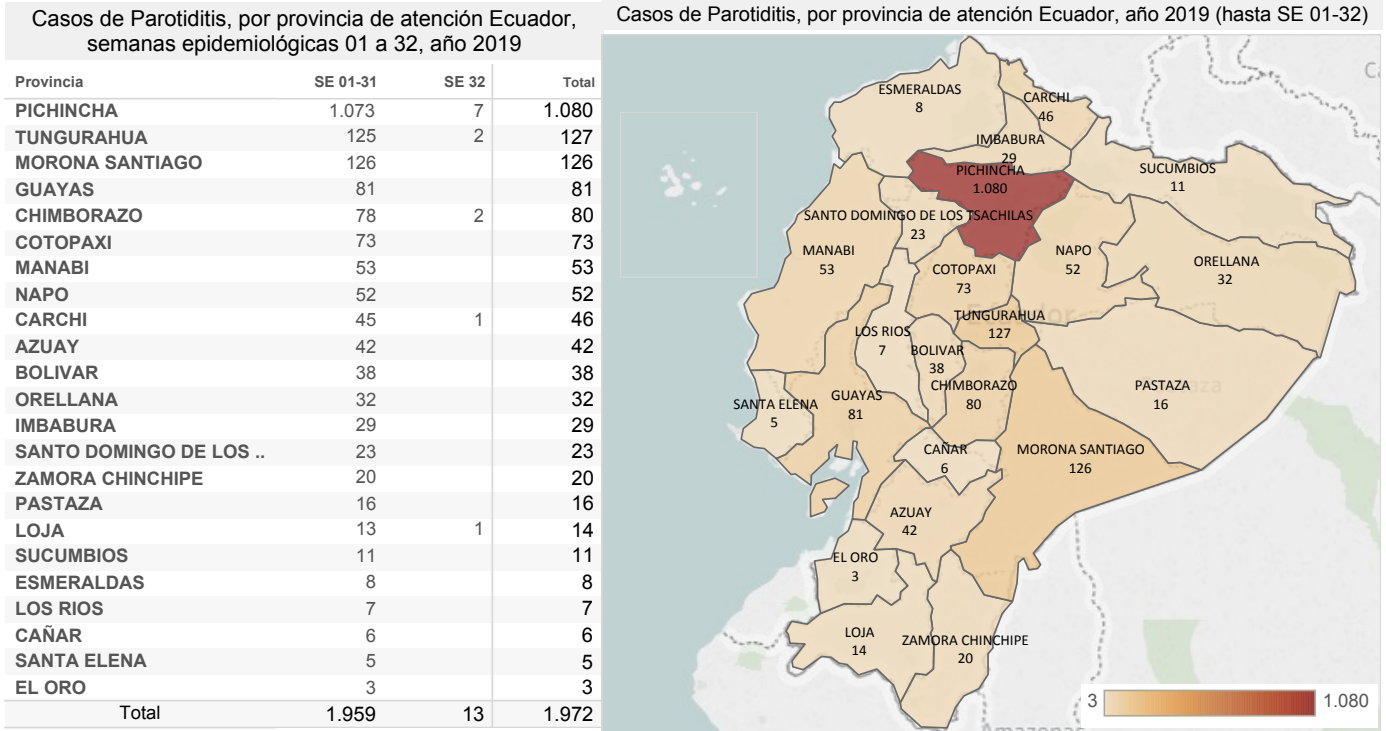 Casos de Parotiditis, por provincia de atención Ecuador,
semanas epidemiológicas 01 a 32, año 2019
Provincia SE 01-31 SE 32 Total
PICHINCHA 1.073 7 1.080
TUNGURAHUA 125 2 127
MORONA SANTIAGO 126 126
GUAYAS 81 81
CHIMBORAZO 78 2 80
COTOPAXI 73 73
MANABI 53 53
NAPO 52 52
CARCHI 45 1 46
AZUAY 42 42
BOLIVAR 38 38
ORELLANA 32 32
IMBABURA 29 29
SANTO DOMINGO DE LOS .. 23 23
ZAMORA CHINCHIPE 20 20
PASTAZA 16 16
LOJA 13 1 14
SUCUMBIOS 11 11
ESMERALDAS 8 8
LOS RIOS 7 7
CAÑAR 6 6
SANTA ELENA 5 5
EL ORO 3 3
Total 1.959 13 1.972
Casos de Parotiditis, por provincia de atención Ecuador, año 2019 (hasta SE 01-32)
ESMERALDAS
8
CARCHI
46
IMBABURA
29
PICHINCHA
1.080
SUCUMBIOS
11
SANTO DOMINGO DE LOS TSACHILAS
23
MANABI
53
NAPO
52
ORELLANA
32
COTOPAXI
73
Ecuador
TUNGURAHUA
127
LOS RIOS
7
BOLIVAR
38
CHIMBORAZO
80
PASTAZA
16
SANTA ELENA
5
GUAYAS
81
CAÑAR
6
MORONA SANTIAGO
126
AZUAY
42
EL ORO
3
LOJA
14
ZAMORA CHINCHIPE
20
3 1.080
Amazonas